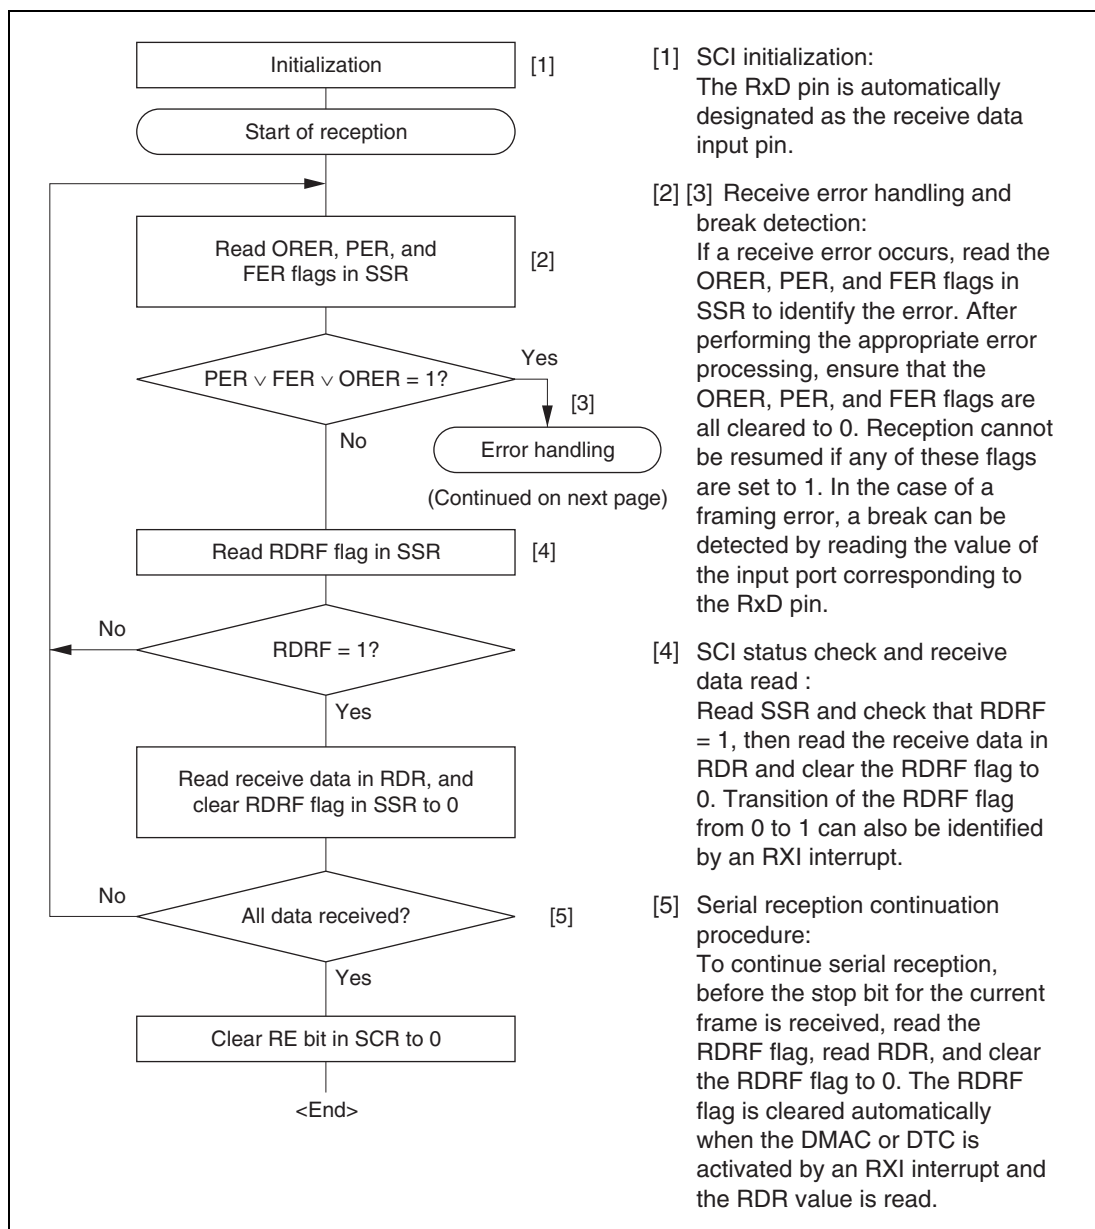 Initialization
[1]
Start of reception
Read ORER, PER, and
FER flags in SSR
[2]
PER ∨ FER ∨ ORER = 1?
Yes
[3]
No
Error handling
(Continued on next page)
Read RDRF flag in SSR
[4]
No
RDRF = 1?
Yes
Read receive data in RDR, and
clear RDRF flag in SSR to 0
No
All data received?
[5]
Yes
Clear RE bit in SCR to 0
<End>
[1] SCI initialization:
The RxD pin is automatically
designated as the receive data
input pin.
[2] [3] Receive error handling and
break detection:
If a receive error occurs, read the
ORER, PER, and FER flags in
SSR to identify the error. After
performing the appropriate error
processing, ensure that the
ORER, PER, and FER flags are
all cleared to 0. Reception cannot
be resumed if any of these flags
are set to 1. In the case of a
framing error, a break can be
detected by reading the value of
the input port corresponding to
the RxD pin.
[4] SCI status check and receive
data read :
Read SSR and check that RDRF
= 1, then read the receive data in
RDR and clear the RDRF flag to
0. Transition of the RDRF flag
from 0 to 1 can also be identified
by an RXI interrupt.
[5] Serial reception continuation
procedure:
To continue serial reception,
before the stop bit for the current
frame is received, read the
RDRF flag, read RDR, and clear
the RDRF flag to 0. The RDRF
flag is cleared automatically
when the DMAC or DTC is
activated by an RXI interrupt and
the RDR value is read.